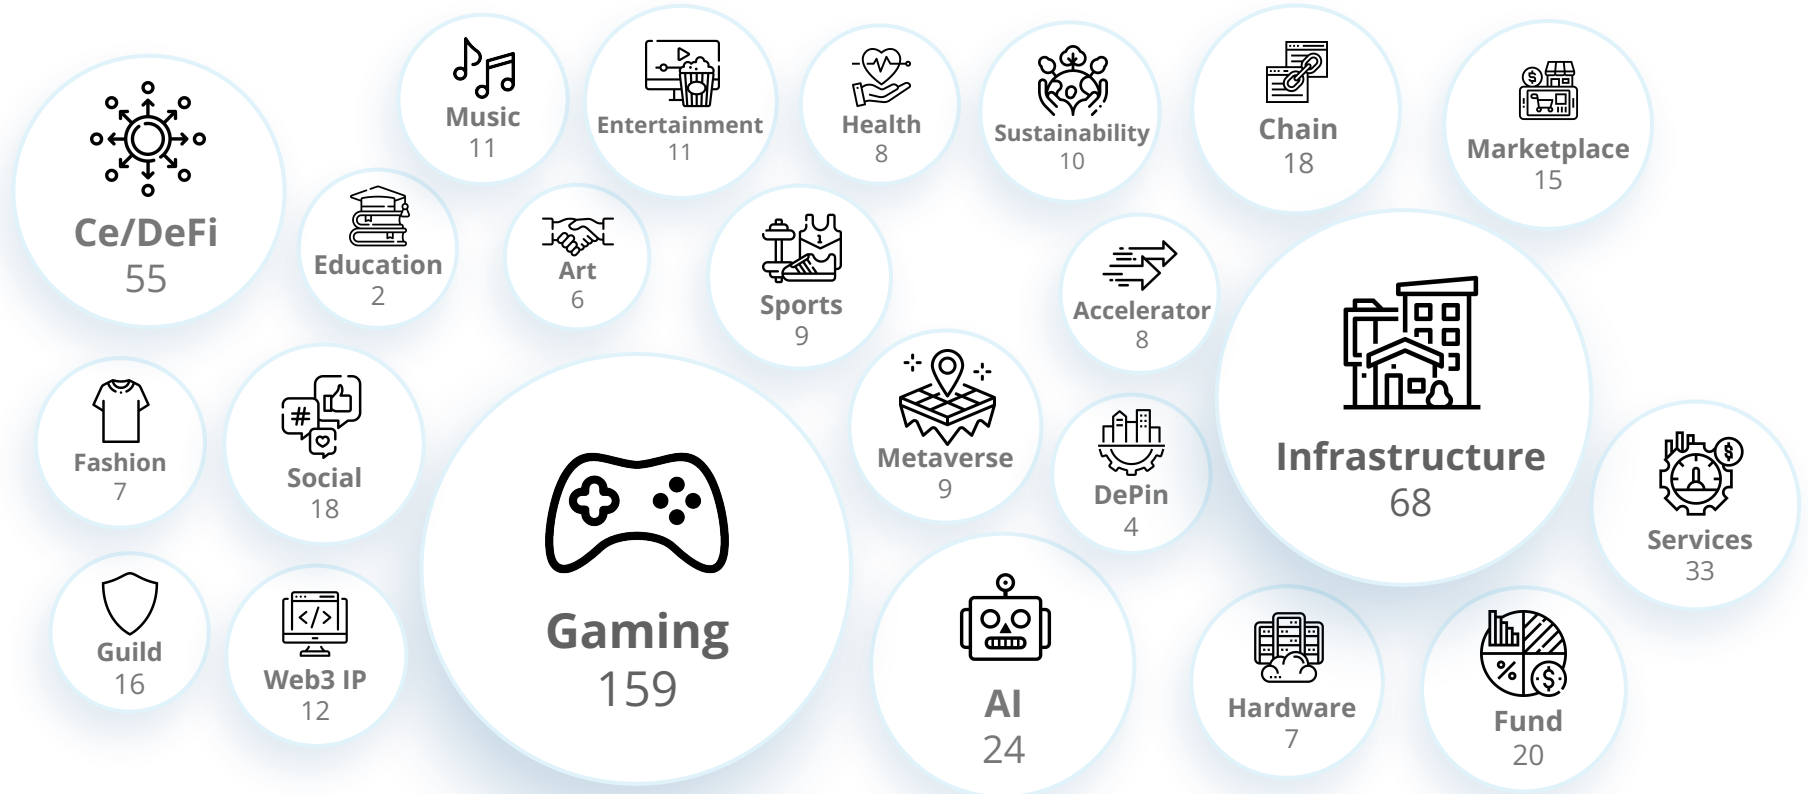 Ce/DeFi
55
Music
11
Entertainment
11
Health
8
Sustainability
10
Chain
18
Marketplace
15
Education
2
Art
6
Sports
1
9
Accelerator
8
Infrastructure
68
Fashion
7
#
Social
18
Metaverse
9
DePin
4
$
Services
33
Gaming
159
Guild
16
</>
Web3 IP
12
AI
24
Hardware
7
%
$
Fund
20
$